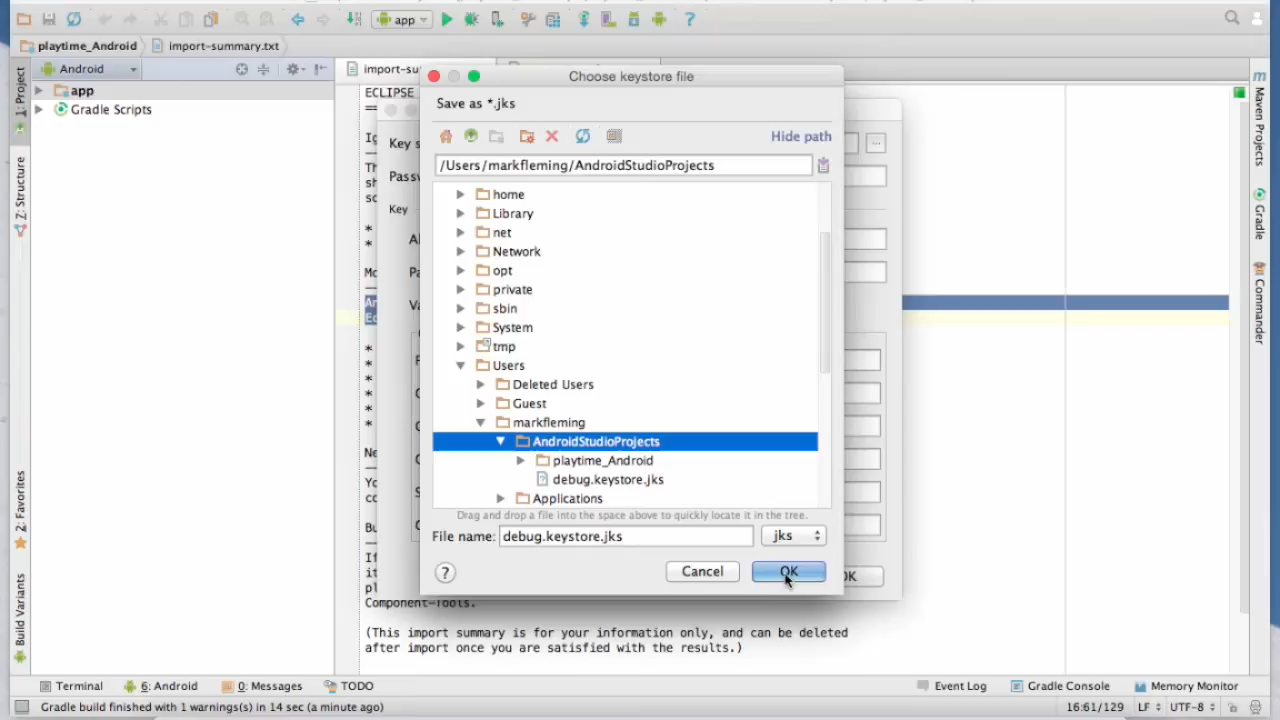 app
playtime_Android
import-summary.txt
Android
import-su
Choose keystore file
ECLIPSE
Save as *.jks
Hide path
/Users/markfleming/AndroidStudioProjects
app
Gradle Scripts
1: Project
Z: Structure
2: Favorites
Build Variants
Key s
Passw
Key
home
Library
net
Network
opt
private
sbin
System
tmp
Users
Deleted Users
Guest
markfleming
AndroidStudioProjects
playtime_Android
debug.keystore.jks
Applications
Drag and drop a file into the space above to quickly locate it in the tree.
File name: debug.keystore.jks
jks
?
Cancel
OK
Component-Tools.
(This import summary is for your information only, and can be deleted
after import once you are satisfied with the results.)
Maven Projects
Gradle
Commander
Terminal
6: Android
0: Messages
TODO
Event Log
Gradle Console
Memory Monitor
Gradle build finished with 1 warnings(s) in 14 sec (a minute ago)
16:61/129
LF
UTF-8